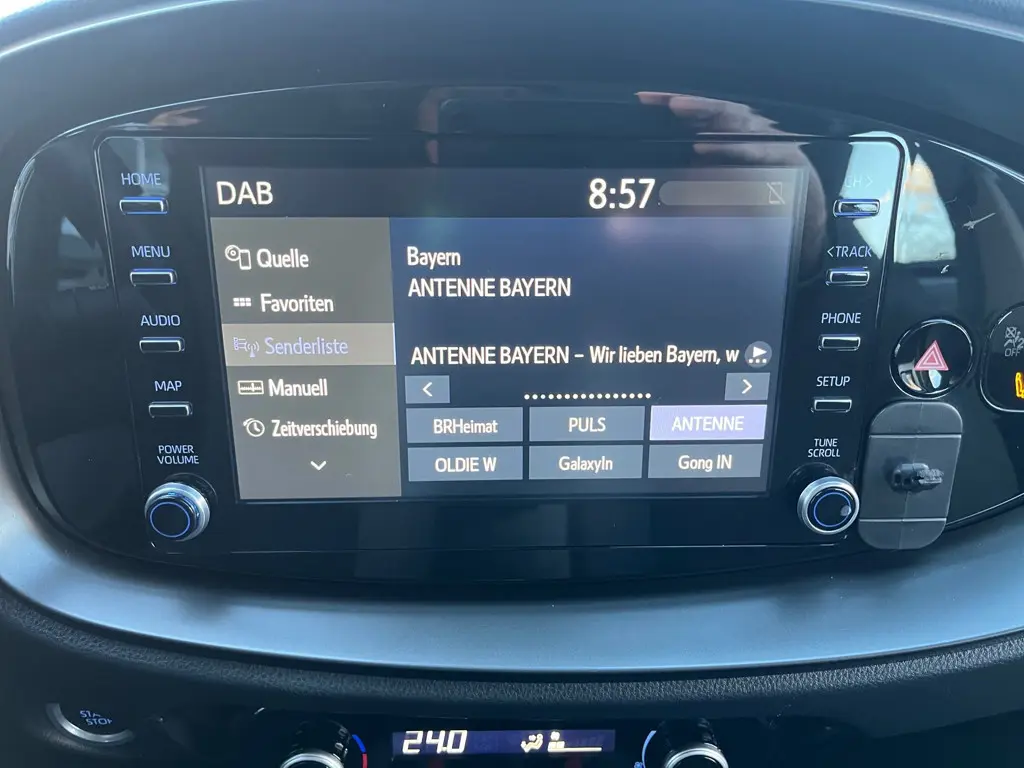 HOME
MENU
AUDIO
MAP
POWER
VOLUME
DAB
8:57
Quelle
Favoriten
Senderliste
Manuell
Zeitverschiebung
Bayern
ANTENNE BAYERN
ANTENNE BAYERN – Wir lieben Bayern, w
<
>
BRHeimat
PULS
ANTENNE
OLDIE W
GalaxyIn
Gong IN
<TRACK
PHONE
SETUP
TUNE
SCROLL
OFF
24.0